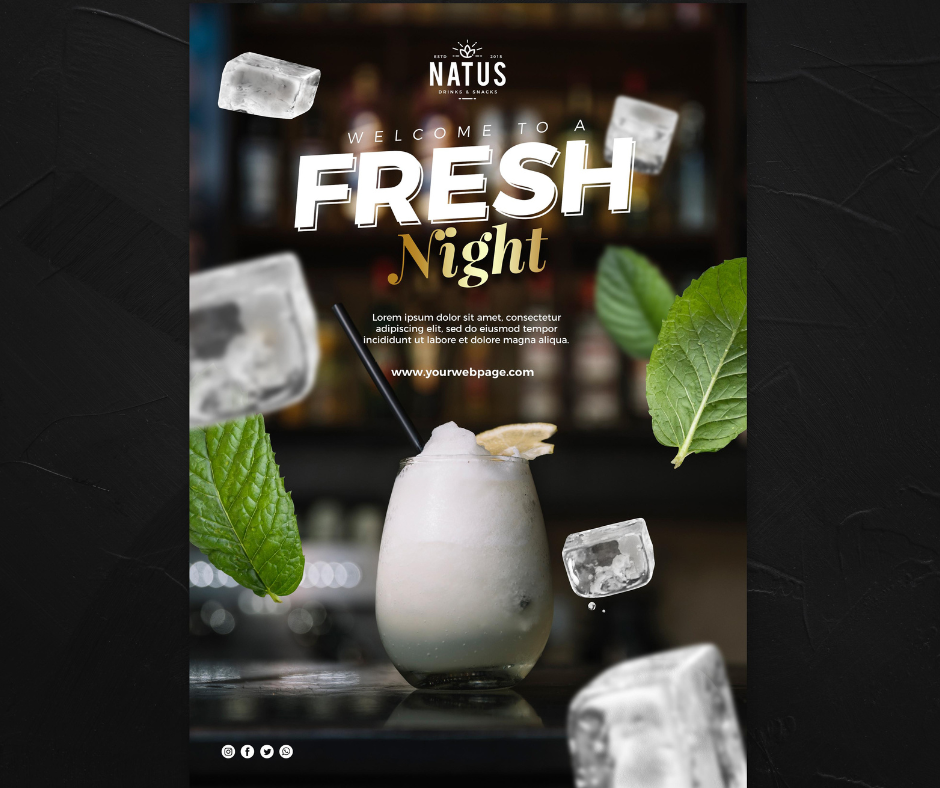 ESTD 2015
NATUS
DRINKS & SNACKS
WELCOME TO A
FRESH
Night
Lorem ipsum dolor sit amet, consectetur
adipiscing elit, sed do eiusmod tempor
incididunt ut labore et dolore magna aliqua.
www.yourwebpage.com